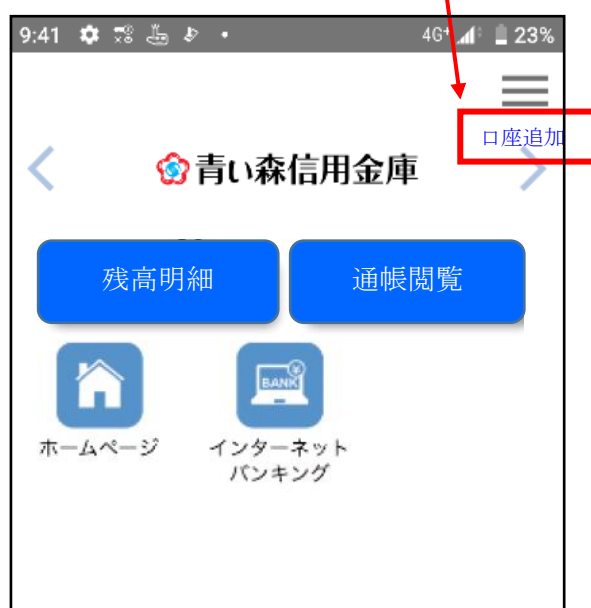 9:41
4G+
23%
口座追加
青い森信用金庫
残高明細
通帳閲覧
BANK
ホームページ
インターネット
バンキング